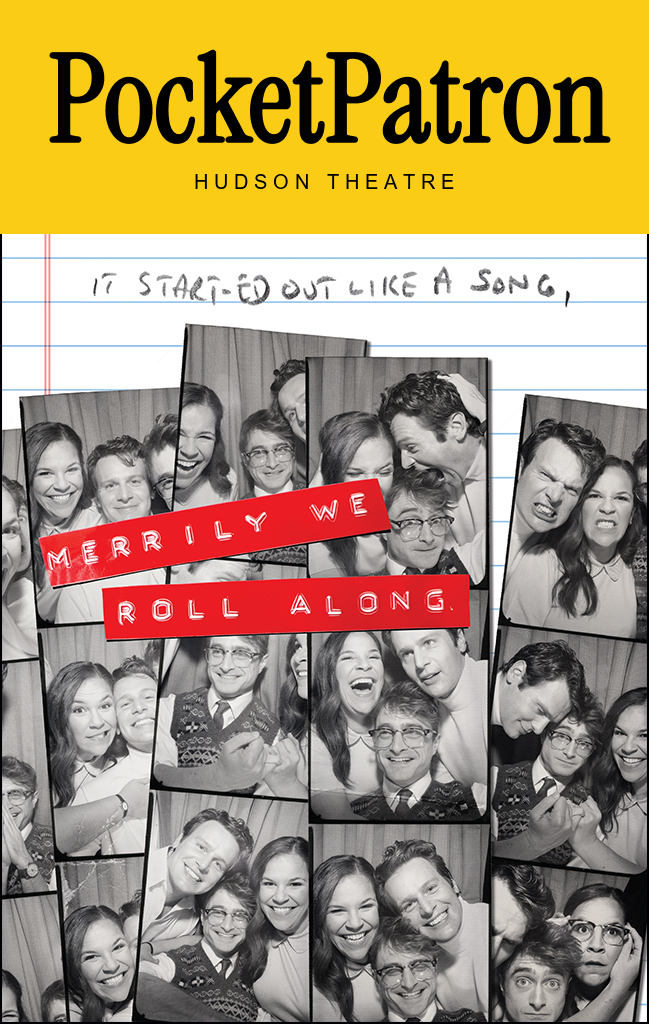 PocketPatron
HUDSON THEATRE
IT START-ED OUT LIKE A SONG,
MERRILY WE
ROLL ALONG.